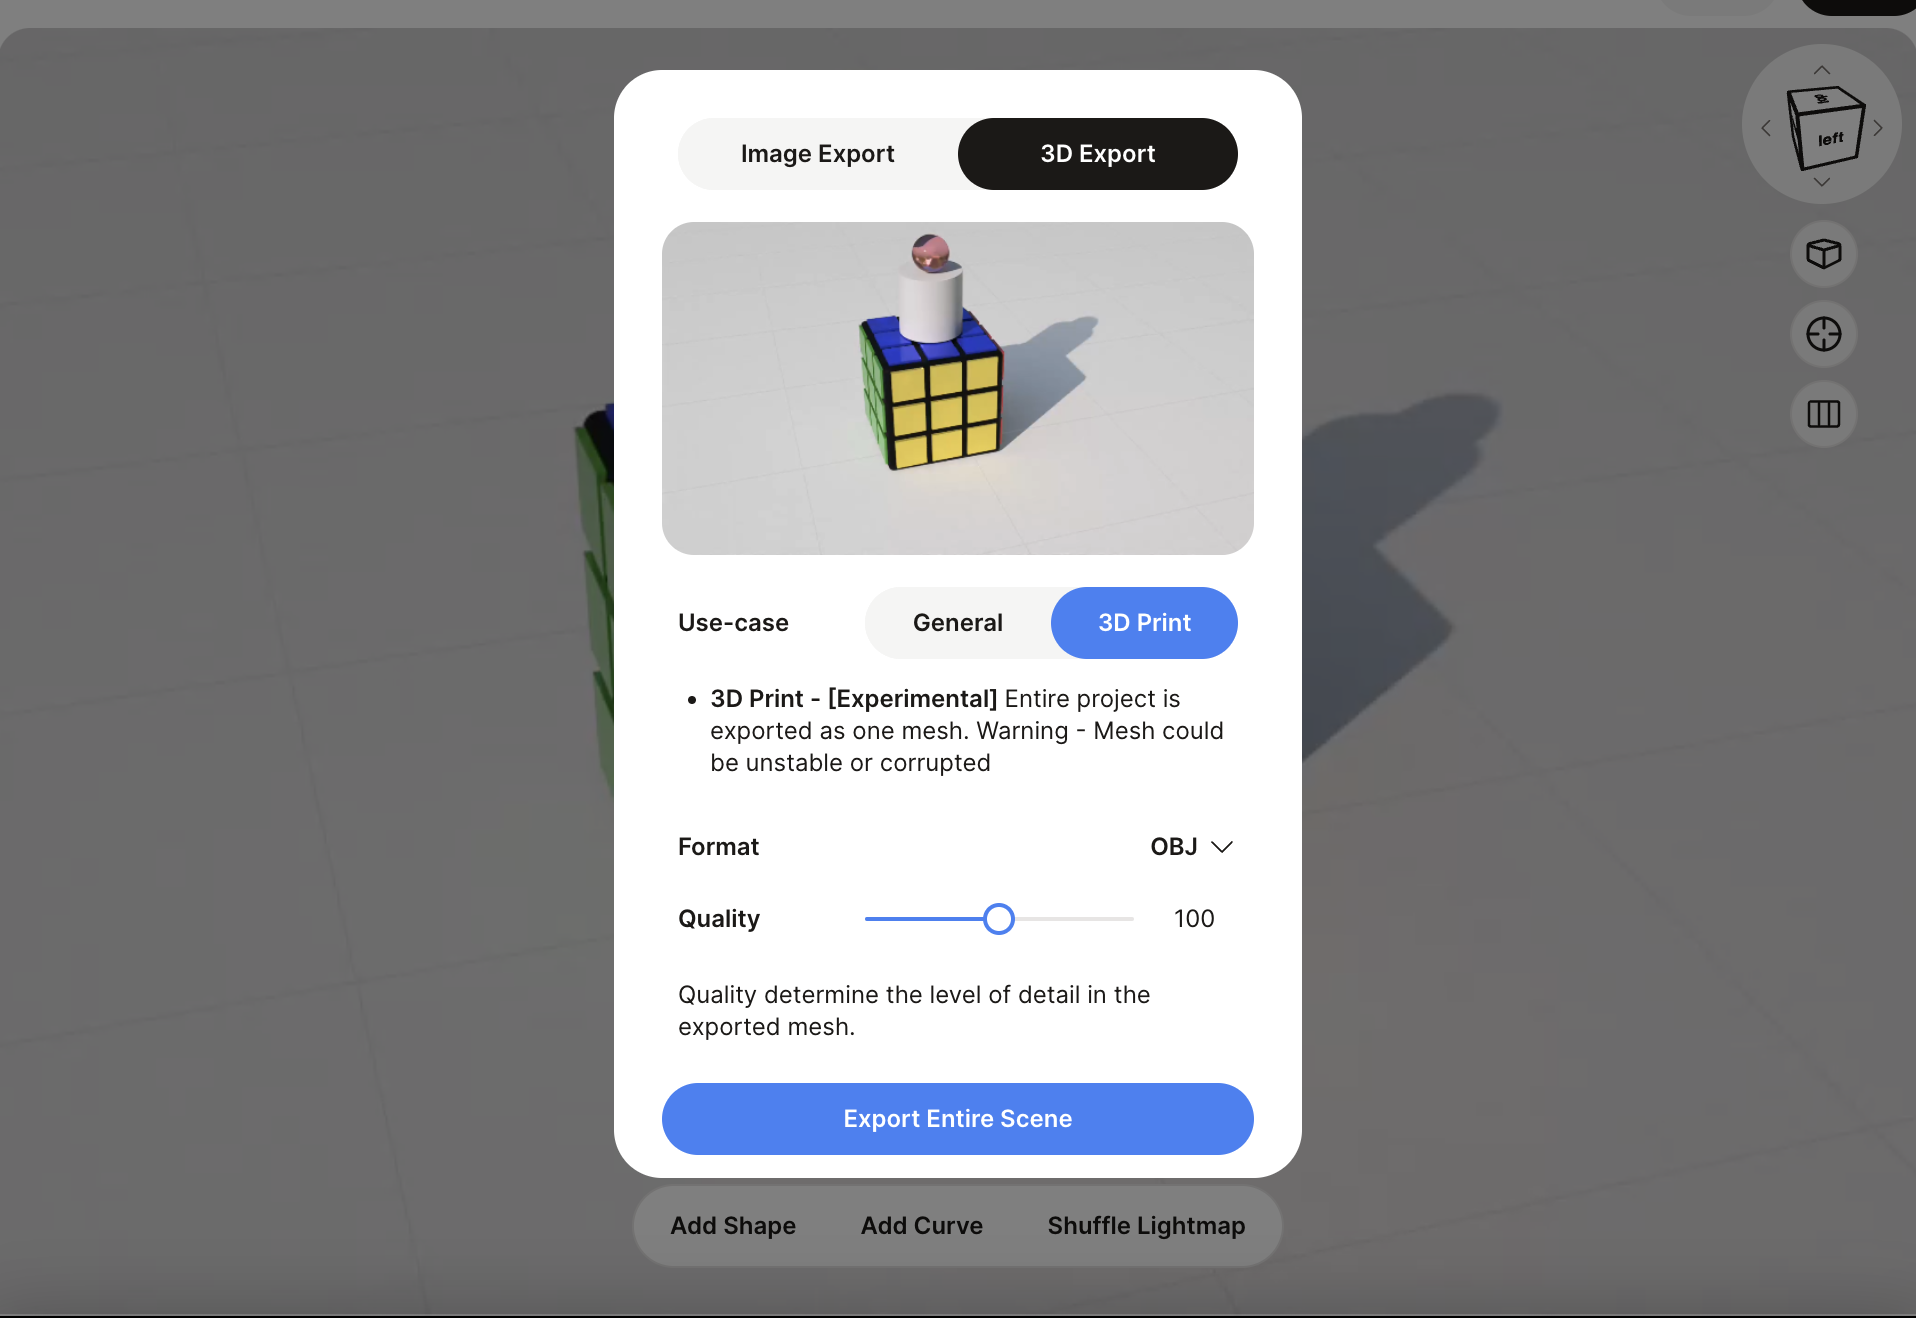 Image Export
3D Export
left
Use-case
General
3D Print
3D Print - [Experimental] Entire project is
exported as one mesh. Warning - Mesh could
be unstable or corrupted
Format
OBJ
Quality
100
Quality determine the level of detail in the
exported mesh.
Export Entire Scene
Add Shape
Add Curve
Shuffle Lightmap